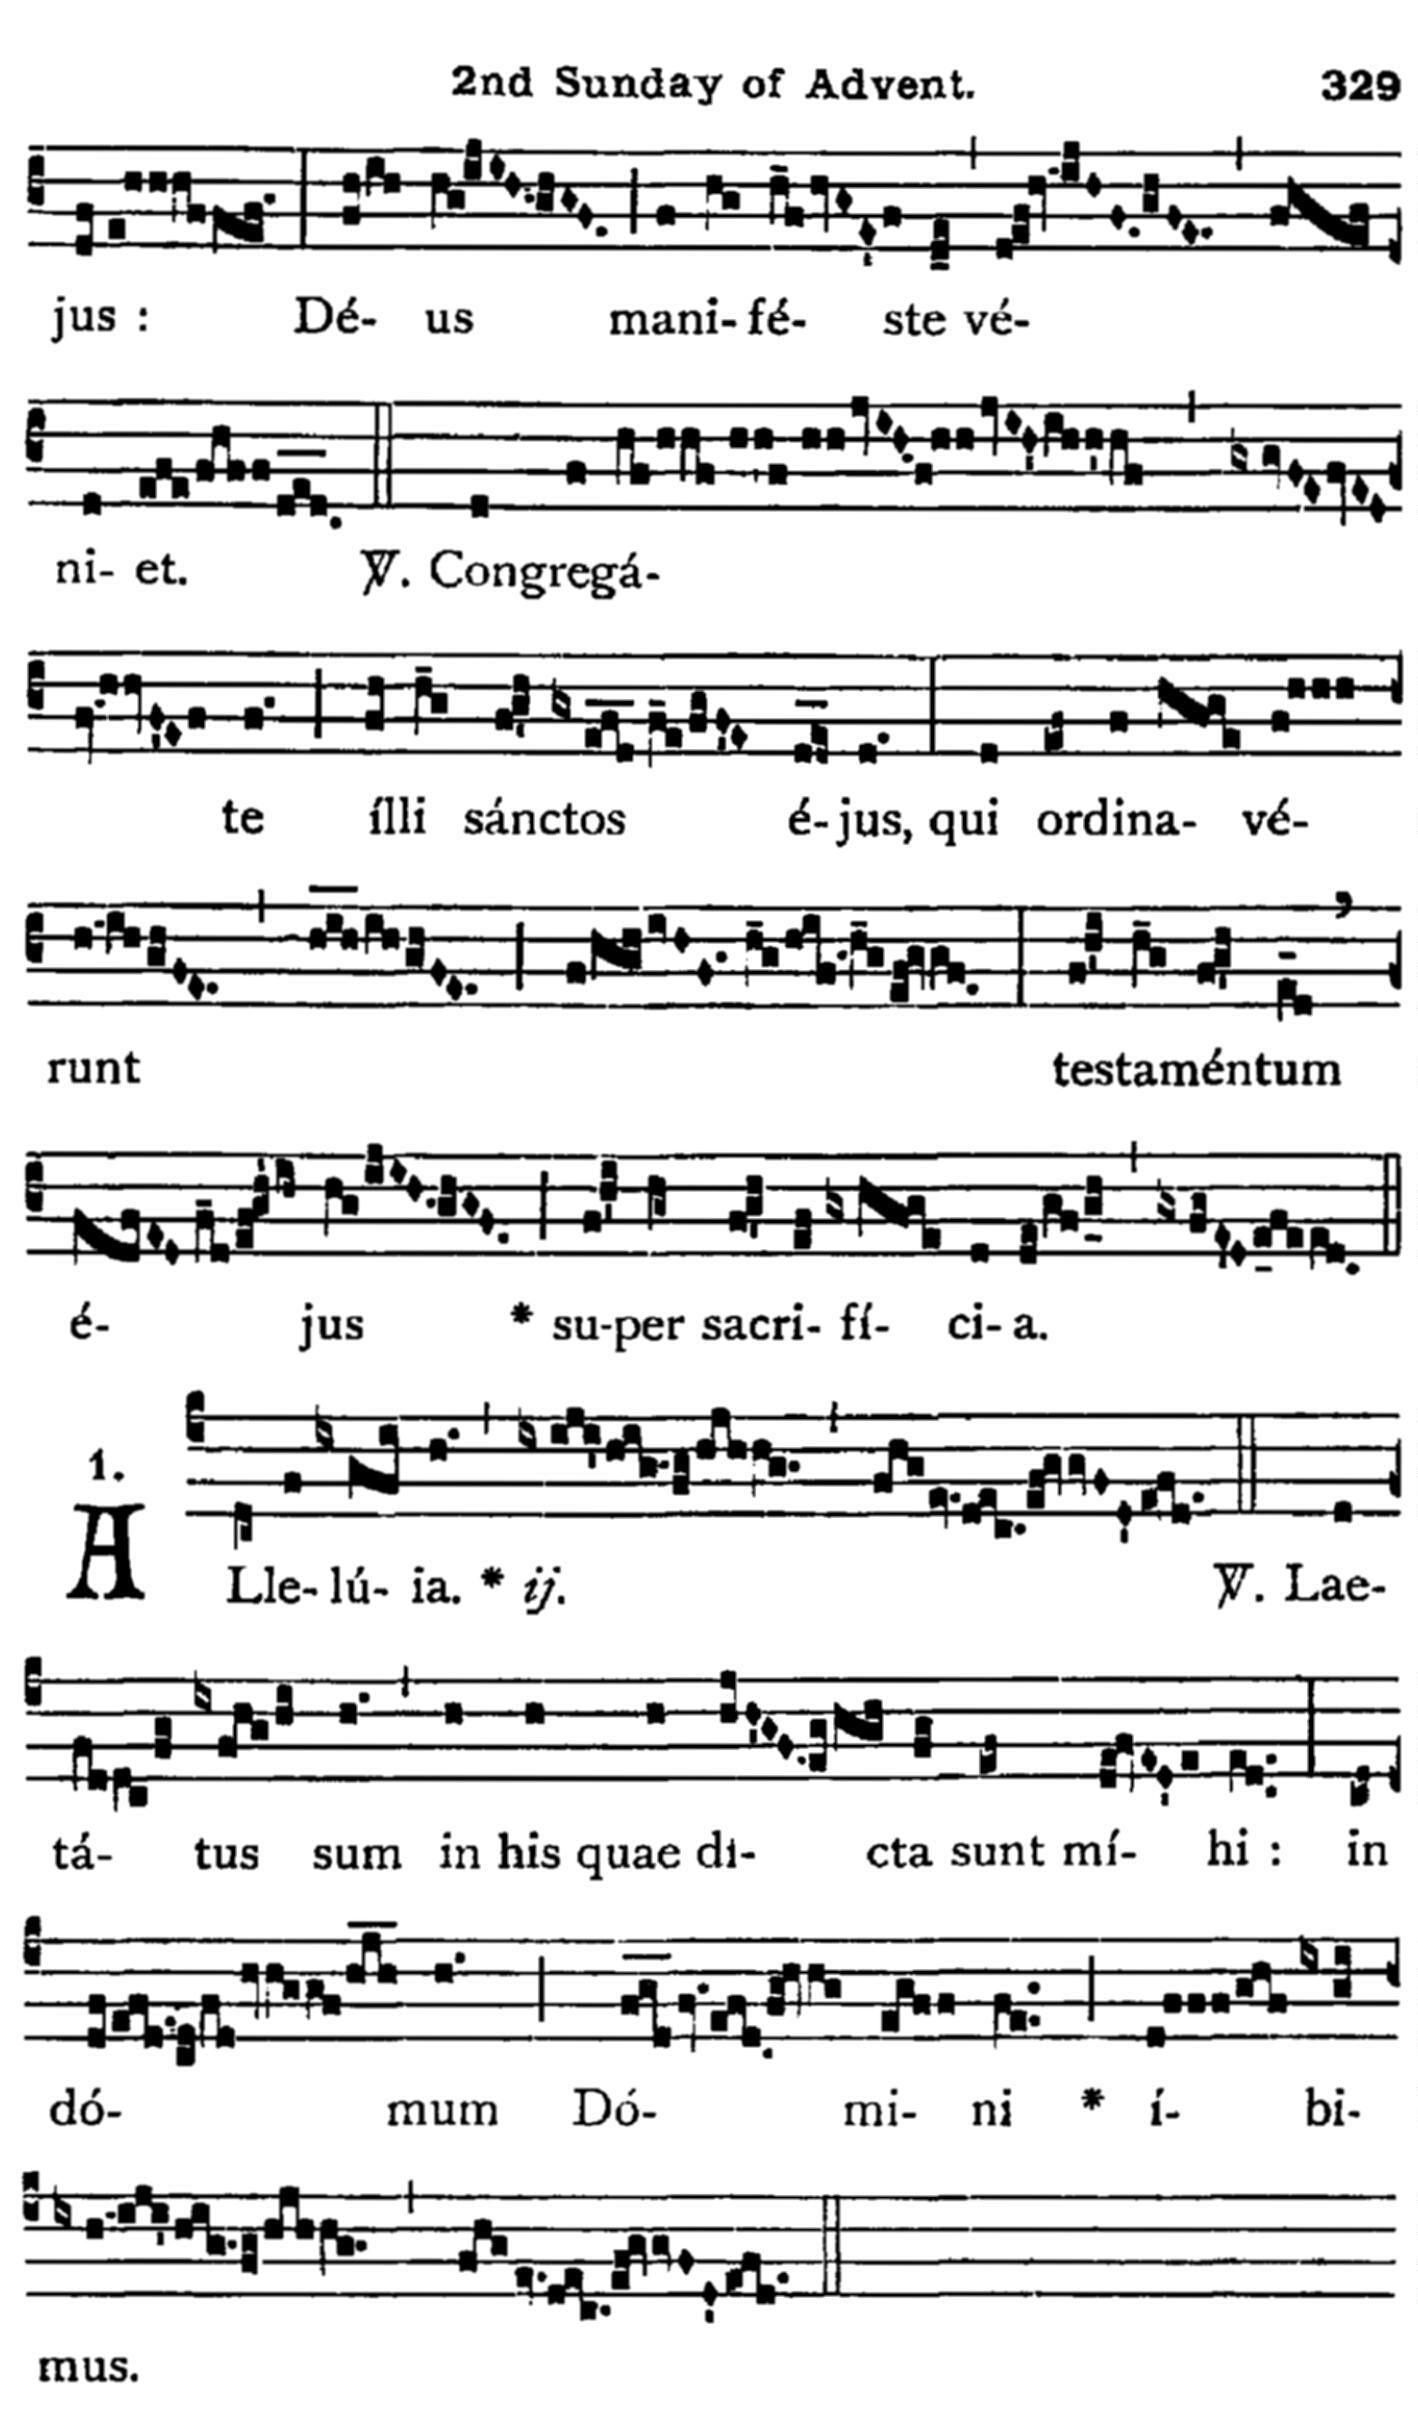 2nd Sunday of Advent. 329
jus : Dé- us mani- fé- ste vé-
ni- et. ℣. Congregá-
te ílli sánctos é- jus, qui ordina- vé-
runt testaméntum
é- jus * su-per sacri- fí- ci- a.
1.
ALle- lú- ia. * ij. ℣. Lae-
tá- tus sum in his quae di- cta sunt mí- hi : in
dó- mum Dó- mi- ni * í- bi-
mus.